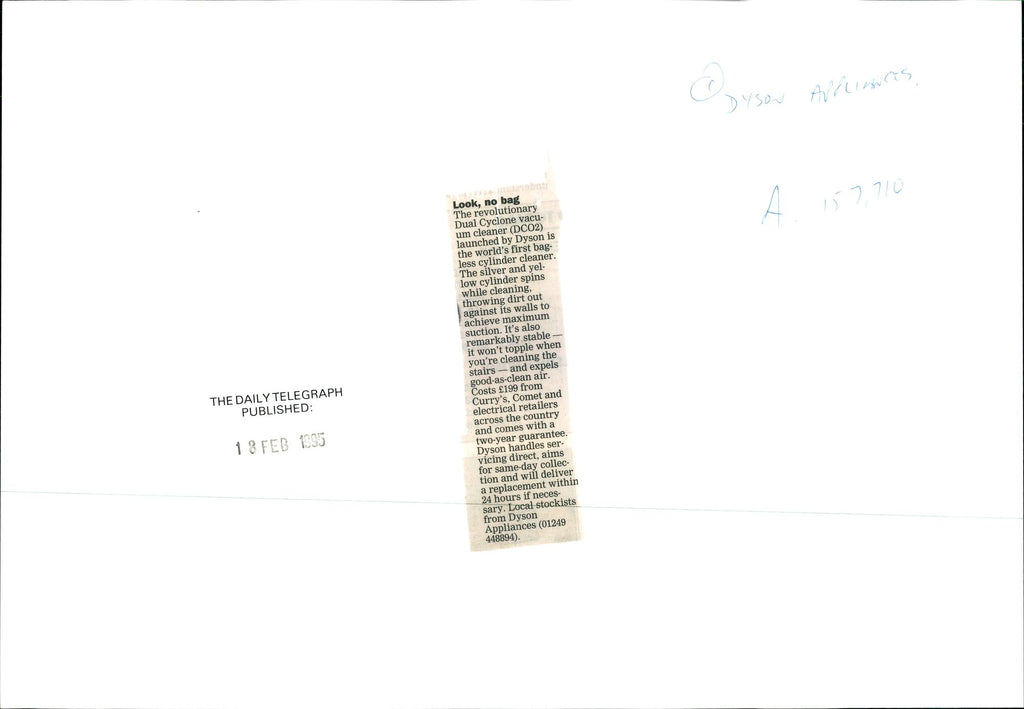 ① DYSON APPLIANCES.
A. 157,710
Look, no bag
The revolutionary
Dual Cyclone vacu-
um cleaner (DC02)
launched by Dyson is
the world's first bag-
less cylinder cleaner.
The silver and yel-
low cylinder spins
while cleaning,
throwing dirt out
against its walls to
achieve maximum
suction. It's also
remarkably stable —
it won't topple when
you're cleaning the
stairs — and expels
good-as-clean air.
Costs £199 from
Curry's, Comet and
electrical retailers
across the country
and comes with a
two-year guarantee.
Dyson handles ser-
vicing direct, aims
for same-day collec-
tion and will deliver
a replacement within
24 hours if neces-
sary. Local stockists
from Dyson
Appliances (01249
448894).
THE DAILY TELEGRAPH
PUBLISHED:
18 FEB 1995